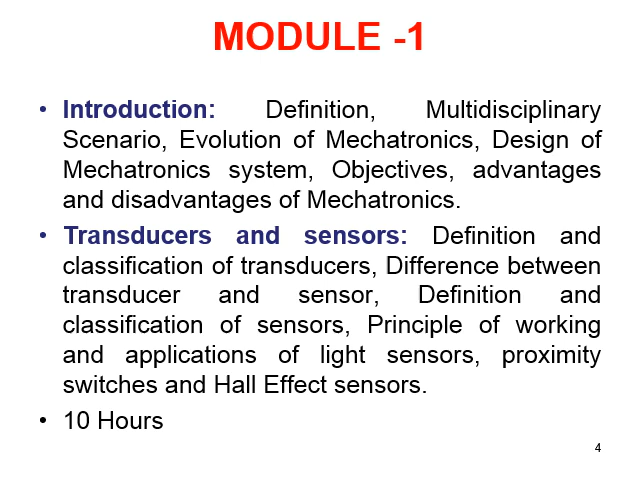 MODULE -1
• Introduction: Definition, Multidisciplinary
Scenario, Evolution of Mechatronics, Design of
Mechatronics system, Objectives, advantages
and disadvantages of Mechatronics.
• Transducers and sensors: Definition and
classification of transducers, Difference between
transducer and sensor, Definition and
classification of sensors, Principle of working
and applications of light sensors, proximity
switches and Hall Effect sensors.
• 10 Hours
4